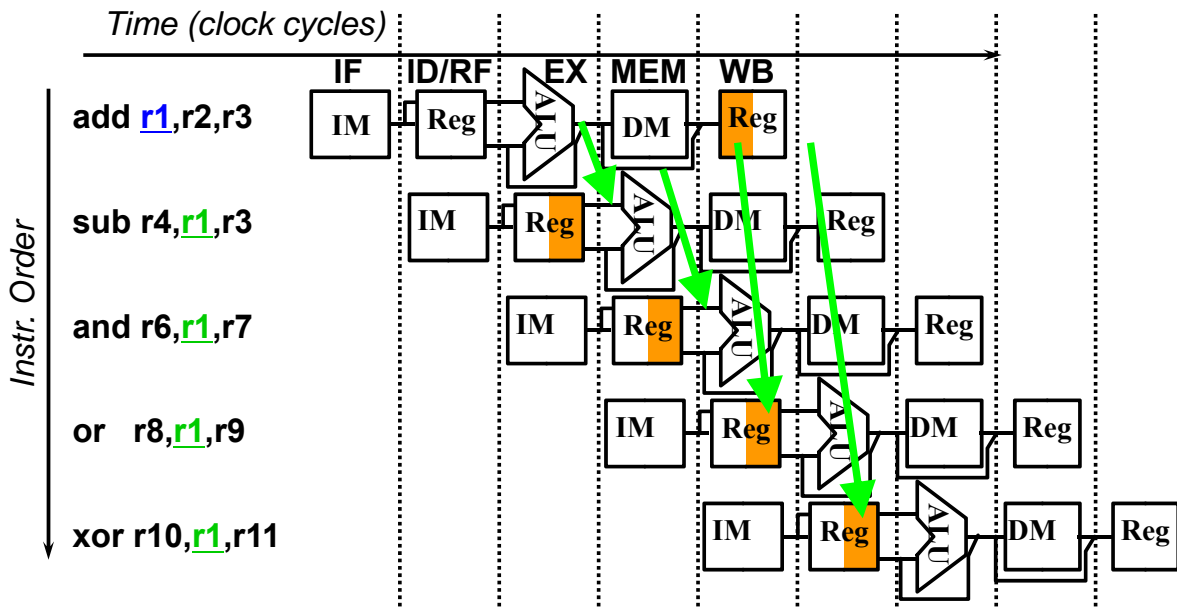 Time (clock cycles)
IF ID/RF EX MEM WB
Instr. Order
add r1,r2,r3
IM Reg ALU DM Reg
sub r4,r1,r3
IM Reg ALU DM Reg
and r6,r1,r7
IM Reg ALU DM Reg
or r8,r1,r9
IM Reg ALU DM Reg
xor r10,r1,r11
IM Reg ALU DM Reg